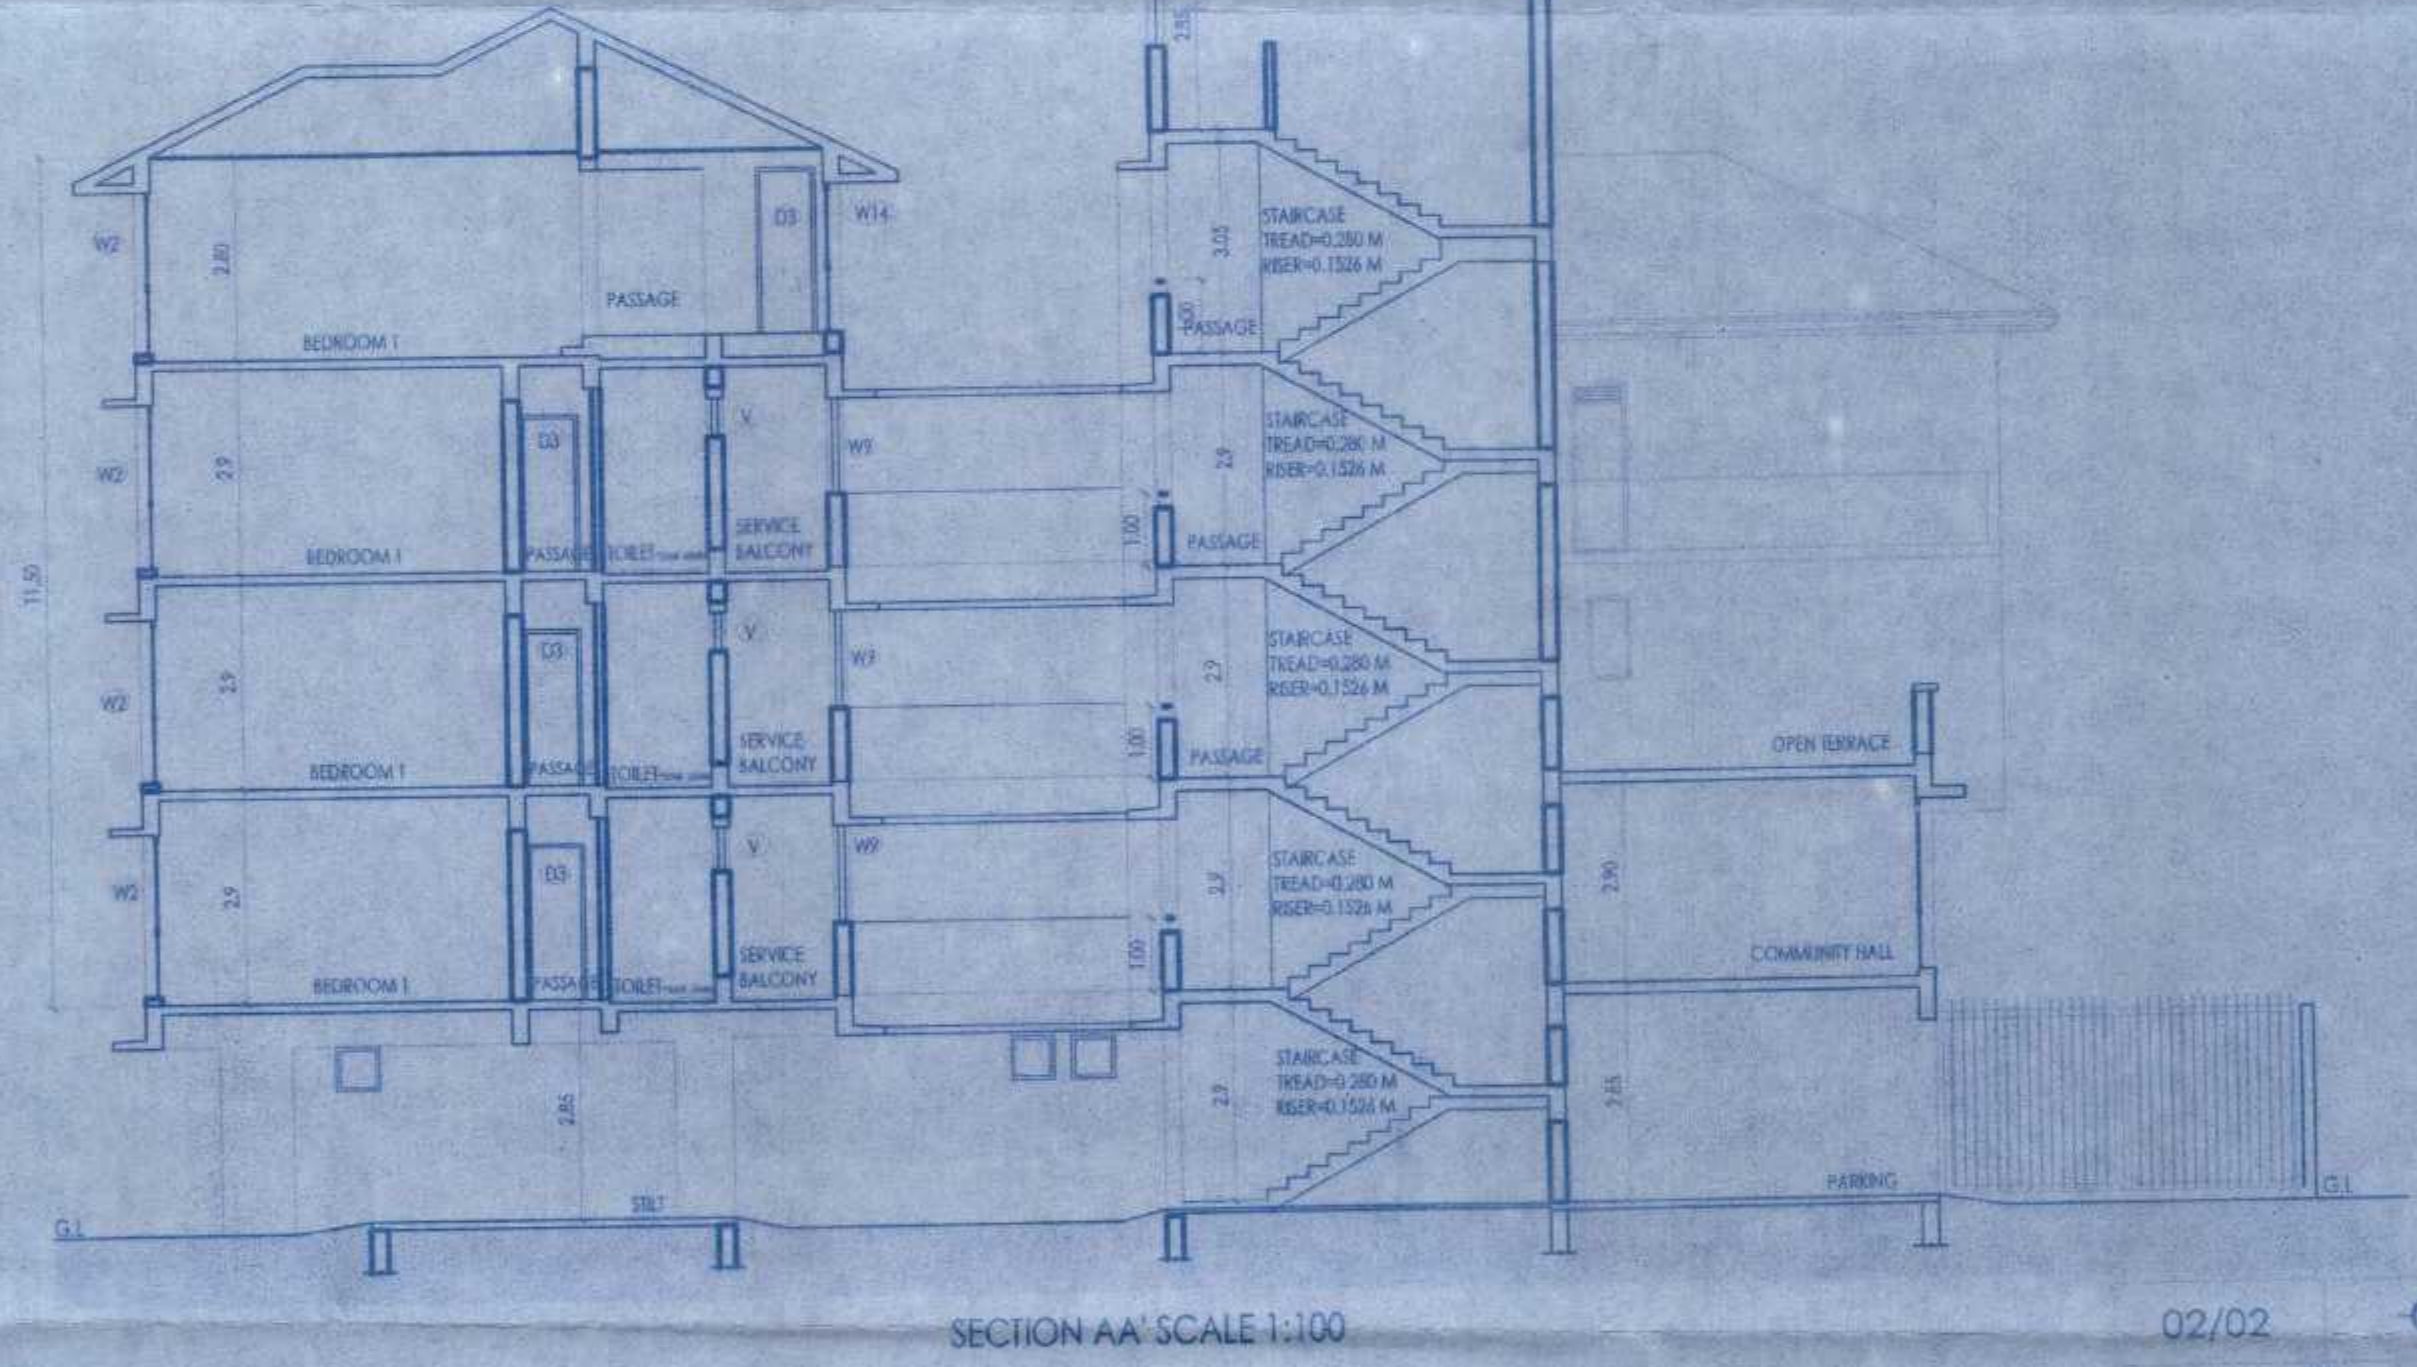 2.85
D3
W14
W2
2.80
PASSAGE
BEDROOM 1
3.05
STAIRCASE
TREAD=0.280 M
RISER=0.1526 M
PASSAGE
D3
V
W9
W2
2.9
SERVICE
BALCONY
BEDROOM 1
PASSAGE
TOILET
1.00
PASSAGE
2.9
STAIRCASE
TREAD=0.280 M
RISER=0.1526 M
11.50
D3
V
W9
W2
2.9
SERVICE
BALCONY
BEDROOM 1
PASSAGE
TOILET
1.00
PASSAGE
2.9
STAIRCASE
TREAD=0.280 M
RISER=0.1526 M
OPEN TERRACE
D3
V
W9
W2
2.9
SERVICE
BALCONY
BEDROOM 1
PASSAGE
TOILET
1.00
2.9
STAIRCASE
TREAD=0.280 M
RISER=0.1526 M
2.90
COMMUNITY HALL
2.85
2.9
STAIRCASE
TREAD=0.280 M
RISER=0.1526 M
PARKING
STILT
G.L
G.L
SECTION AA' SCALE 1:100
02/02